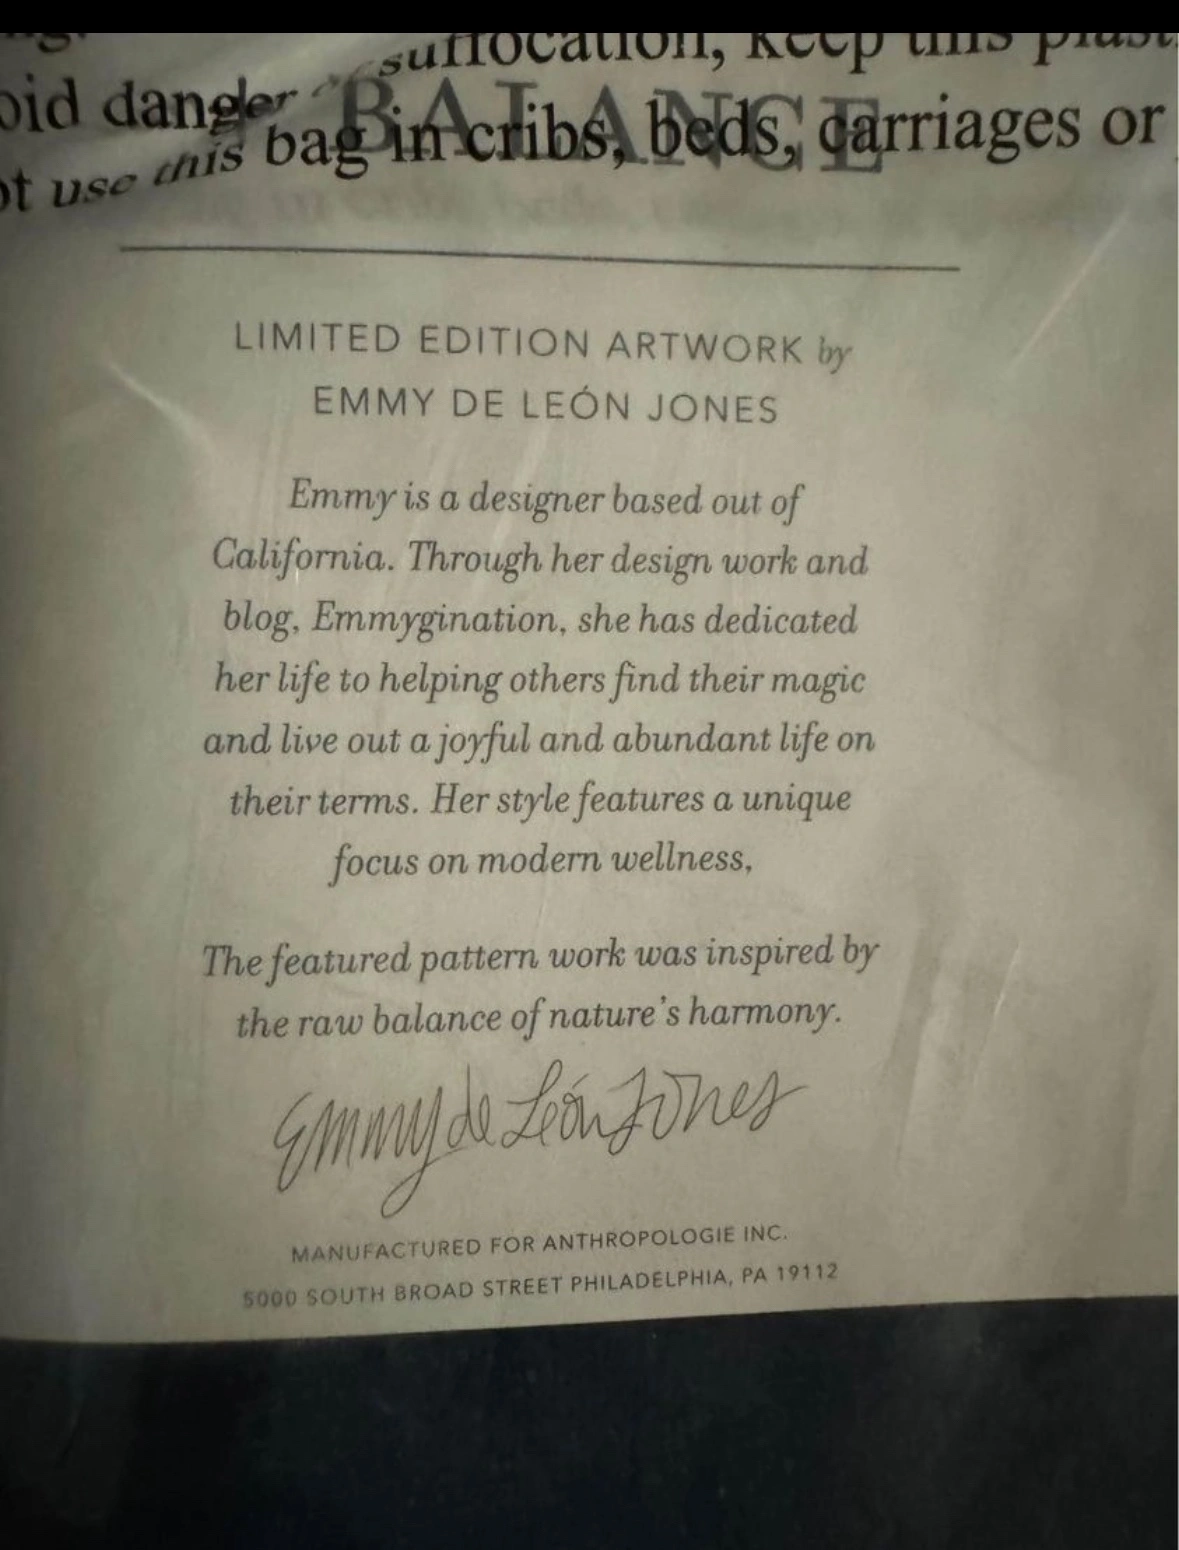 suffocation, keep this
danger
BALANCE
use this bag in cribs, beds, carriages or
LIMITED EDITION ARTWORK by
EMMY DE LEÓN JONES
Emmy is a designer based out of
California. Through her design work and
blog, Emmygination, she has dedicated
her life to helping others find their magic
and live out a joyful and abundant life on
their terms. Her style features a unique
focus on modern wellness,
The featured pattern work was inspired by
the raw balance of nature's harmony.
Emmy de León Jones
MANUFACTURED FOR ANTHROPOLOGIE INC.
5000 SOUTH BROAD STREET PHILADELPHIA, PA 19112